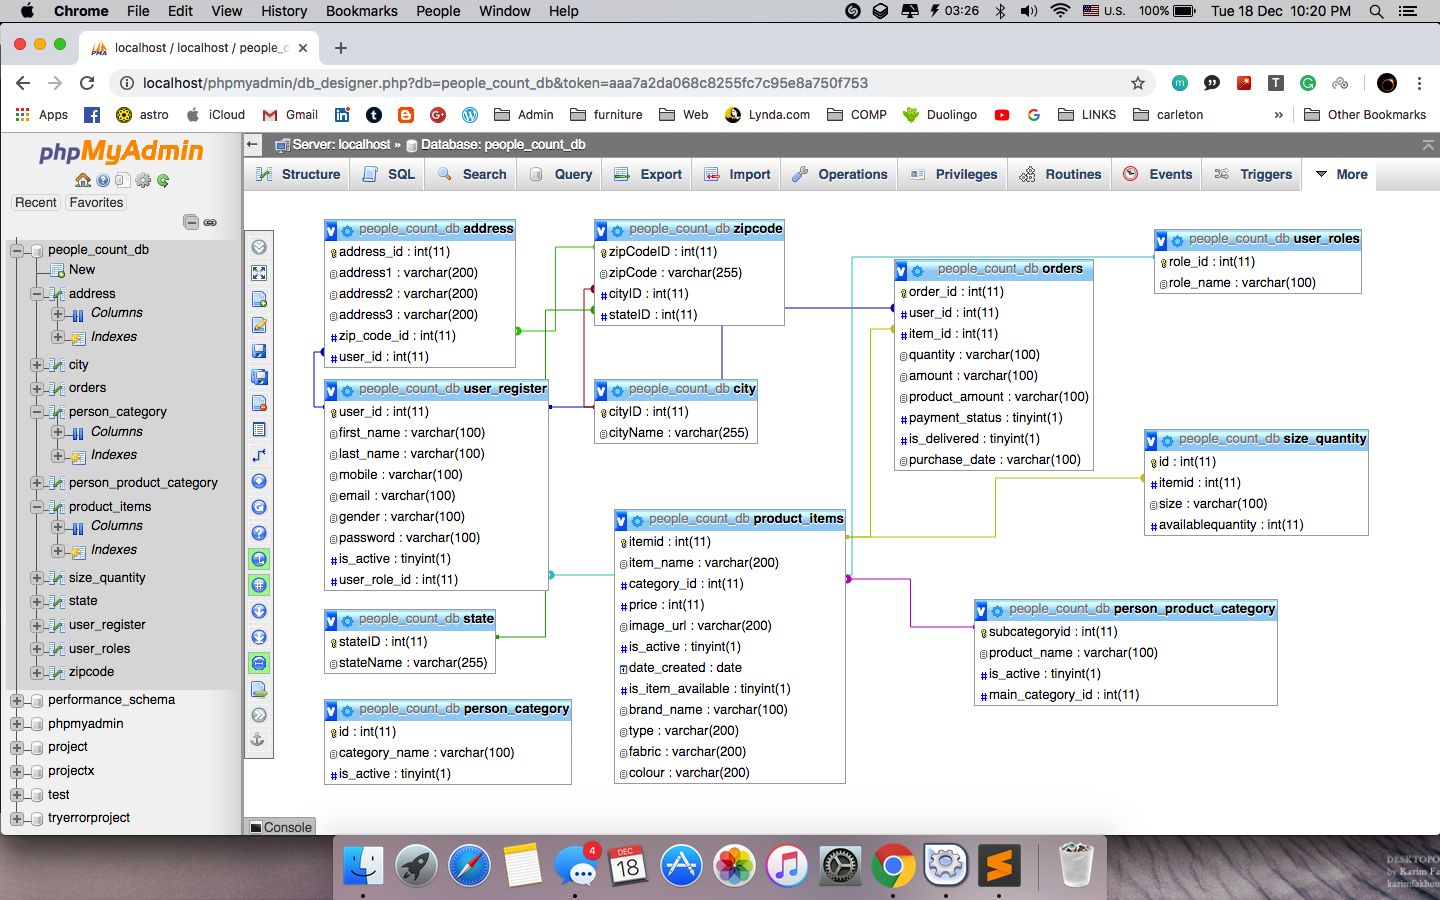 Chrome File Edit View History Bookmarks People Window Help 03:26 U.S. 100% Tue 18 Dec 10:20 PM
localhost / localhost / people_c
localhost/phpmyadmin/db_designer.php?db=people_count_db&token=aaa7a2da068c8255fc7c95e8a750f753
Apps astro iCloud Gmail Admin furniture Web Lynda.com COMP Duolingo LINKS carleton » Other Bookmarks
phpMyAdmin
Recent Favorites
people_count_db
New
address
Columns
Indexes
city
orders
person_category
Columns
Indexes
person_product_category
product_items
Columns
Indexes
size_quantity
state
user_register
user_roles
zipcode
performance_schema
phpmyadmin
project
projectx
test
tryerrorproject
Server: localhost » Database: people_count_db
Structure SQL Search Query Export Import Operations Privileges Routines Events Triggers More
people_count_db address
address_id : int(11)
address1 : varchar(200)
address2 : varchar(200)
address3 : varchar(200)
zip_code_id : int(11)
user_id : int(11)
people_count_db user_register
user_id : int(11)
first_name : varchar(100)
last_name : varchar(100)
mobile : varchar(100)
email : varchar(100)
gender : varchar(100)
password : varchar(100)
is_active : tinyint(1)
user_role_id : int(11)
people_count_db state
stateID : int(11)
stateName : varchar(255)
people_count_db person_category
id : int(11)
category_name : varchar(100)
is_active : tinyint(1)
people_count_db zipcode
zipCodeID : int(11)
zipCode : varchar(255)
cityID : int(11)
stateID : int(11)
people_count_db city
cityID : int(11)
cityName : varchar(255)
people_count_db product_items
itemid : int(11)
item_name : varchar(200)
category_id : int(11)
price : int(11)
image_url : varchar(200)
is_active : tinyint(1)
date_created : date
is_item_available : tinyint(1)
brand_name : varchar(100)
type : varchar(200)
fabric : varchar(200)
colour : varchar(200)
people_count_db orders
order_id : int(11)
user_id : int(11)
item_id : int(11)
quantity : varchar(100)
amount : varchar(100)
product_amount : varchar(100)
payment_status : tinyint(1)
is_delivered : tinyint(1)
purchase_date : varchar(100)
people_count_db user_roles
role_id : int(11)
role_name : varchar(100)
people_count_db size_quantity
id : int(11)
itemid : int(11)
size : varchar(100)
availablequantity : int(11)
people_count_db person_product_category
subcategoryid : int(11)
product_name : varchar(100)
is_active : tinyint(1)
main_category_id : int(11)
Console
4
DEC
18
DESKTOPO
by Karim Fa
karimfakhou